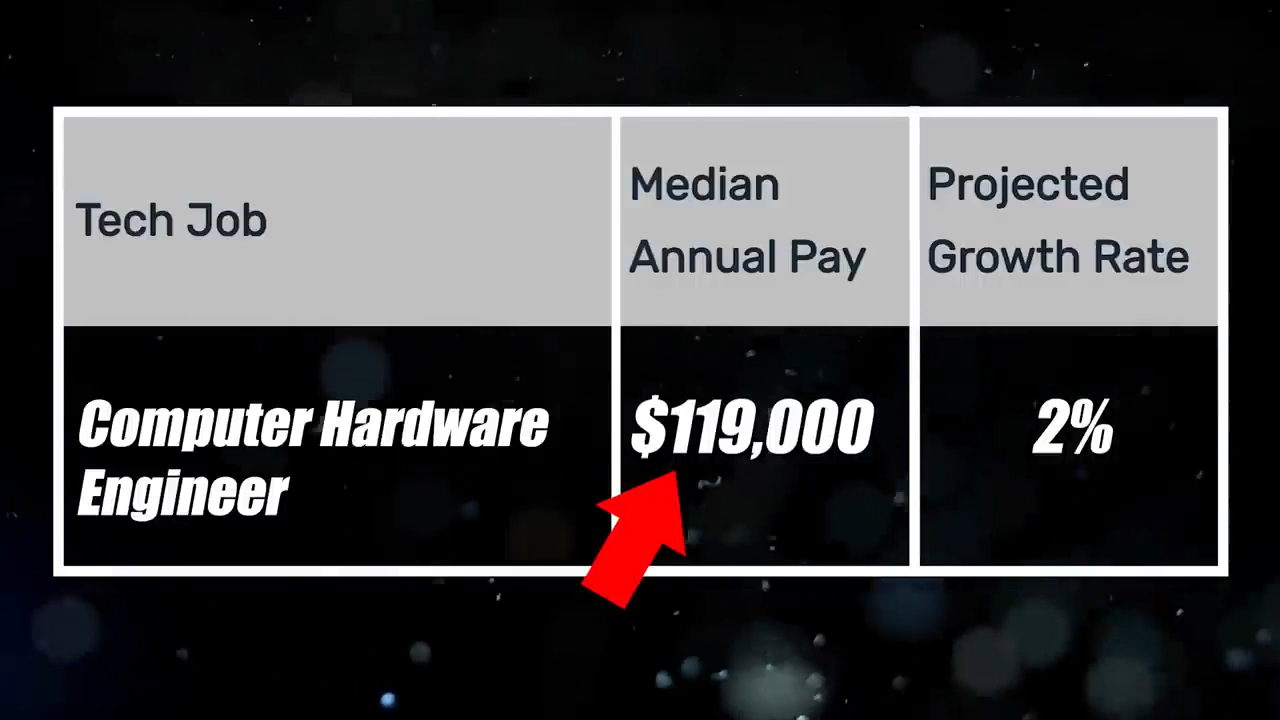 Tech Job
Median
Annual Pay
Projected
Growth Rate
Computer Hardware
Engineer
$119,000
2%